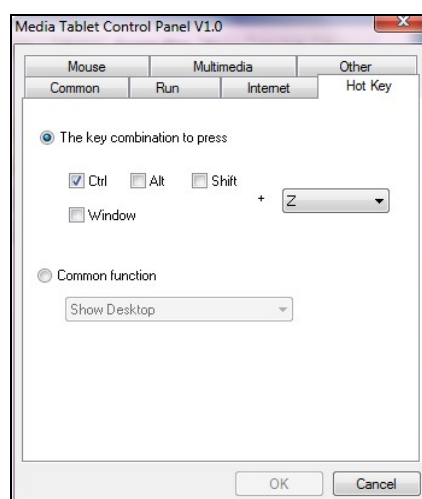 Media Tablet Control Panel V1.0
Mouse Multimedia Other
Common Run Internet Hot Key
The key combination to press
Ctrl Alt Shift
+ Z
Window
Common function
Show Desktop
OK Cancel